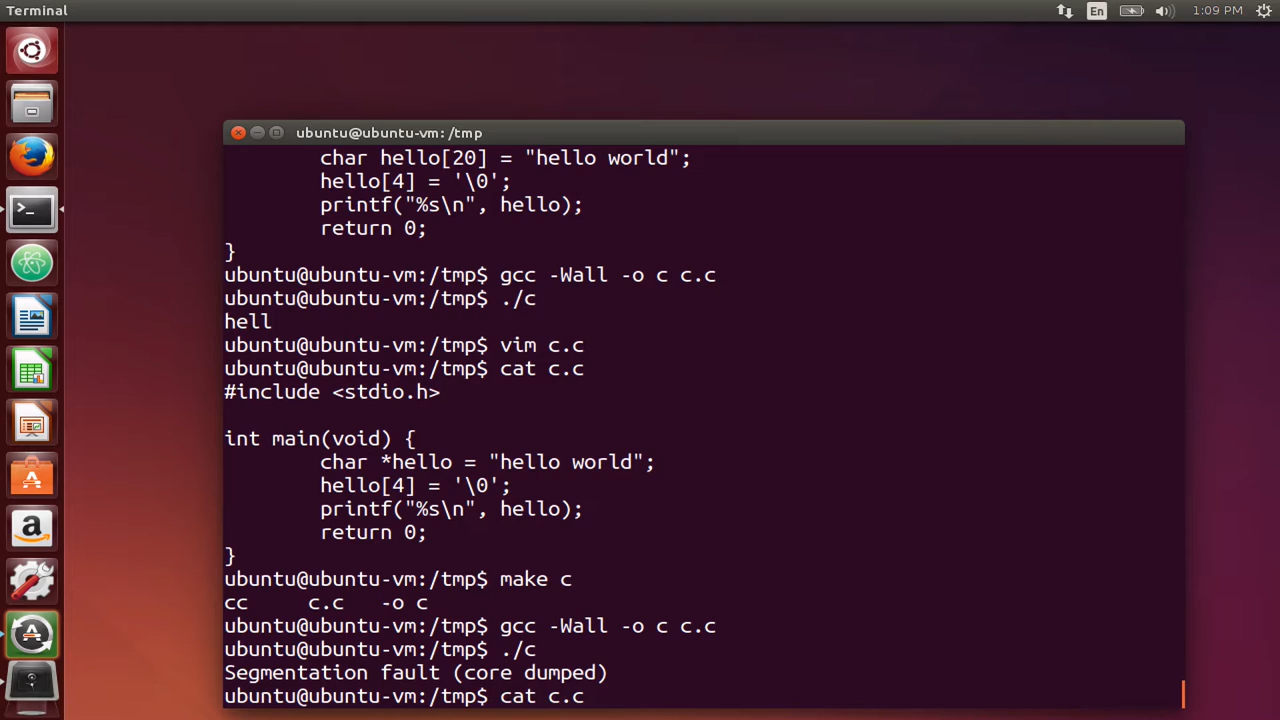 Terminal
En
1:09 PM
ubuntu@ubuntu-vm: /tmp
        char hello[20] = "hello world";
        hello[4] = '\0';
        printf("%s\n", hello);
        return 0;
}
ubuntu@ubuntu-vm:/tmp$ gcc -Wall -o c c.c
ubuntu@ubuntu-vm:/tmp$ ./c
hell
ubuntu@ubuntu-vm:/tmp$ vim c.c
ubuntu@ubuntu-vm:/tmp$ cat c.c
#include <stdio.h>

int main(void) {
        char *hello = "hello world";
        hello[4] = '\0';
        printf("%s\n", hello);
        return 0;
}
ubuntu@ubuntu-vm:/tmp$ make c
cc     c.c   -o c
ubuntu@ubuntu-vm:/tmp$ gcc -Wall -o c c.c
ubuntu@ubuntu-vm:/tmp$ ./c
Segmentation fault (core dumped)
ubuntu@ubuntu-vm:/tmp$ cat c.c